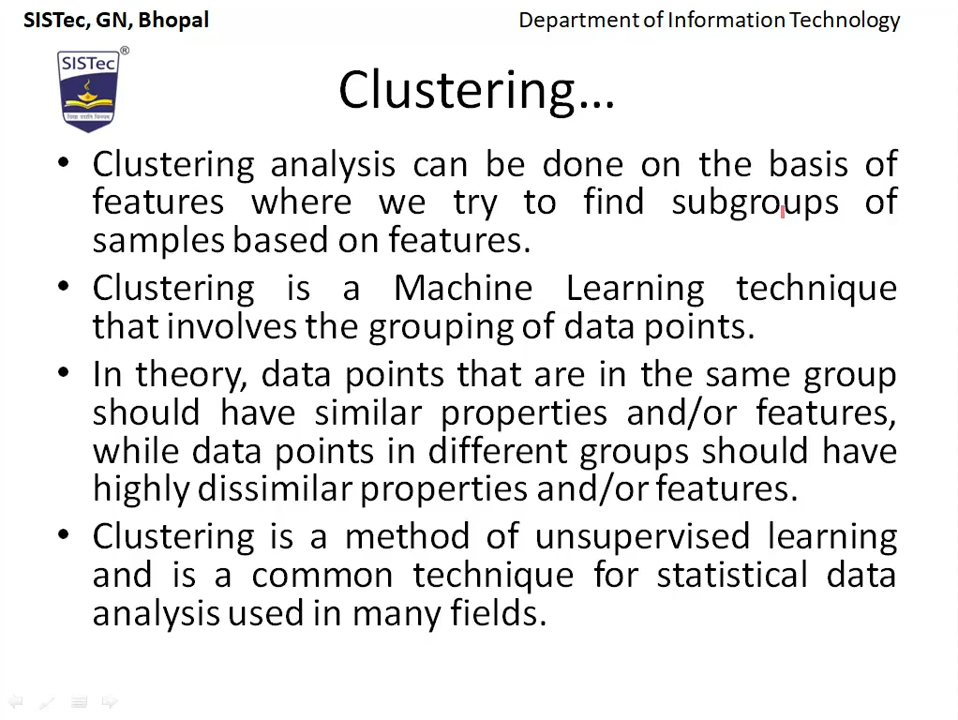 SISTec, GN, Bhopal
Department of Information Technology
SISTec®
Clustering...
• Clustering analysis can be done on the basis of
features where we try to find subgroups of
samples based on features.
• Clustering is a Machine Learning technique
that involves the grouping of data points.
• In theory, data points that are in the same group
should have similar properties and/or features,
while data points in different groups should have
highly dissimilar properties and/or features.
• Clustering is a method of unsupervised learning
and is a common technique for statistical data
analysis used in many fields.